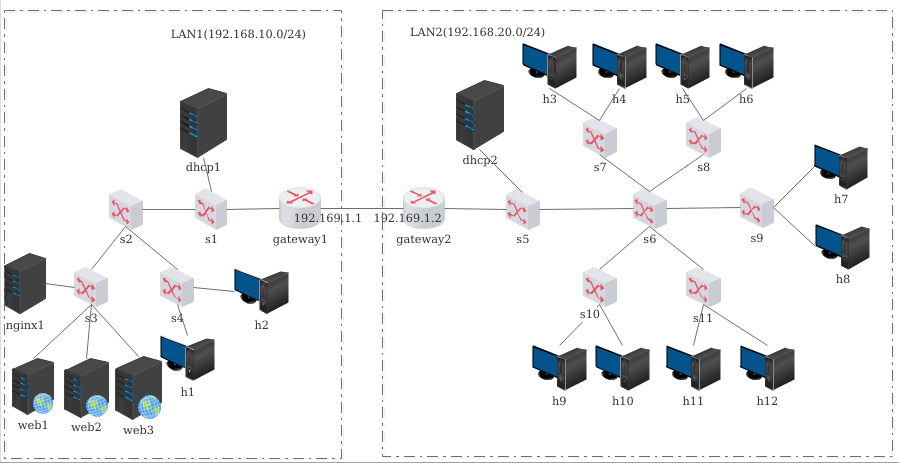 LAN1(192.168.10.0/24)
LAN2(192.168.20.0/24)
h3
h4
h5
h6
dhcp1
dhcp2
s7
s8
h7
192.169.1.1
192.169.1.2
s2
s1
gateway1
gateway2
s5
s6
s9
h8
nginx1
s3
s4
h2
s10
s11
h1
h9
h10
h11
h12
web1
web2
web3